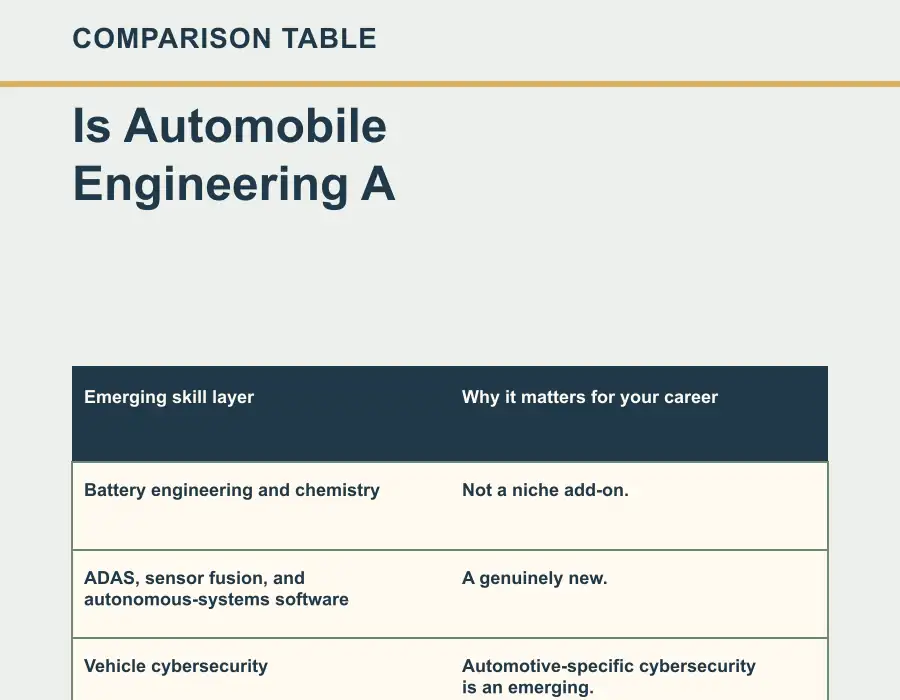 COMPARISON TABLE
Is Automobile
Engineering A
Emerging skill layer
Why it matters for your career
Battery engineering and chemistry
Not a niche add-on.
ADAS, sensor fusion, and
autonomous-systems software
A genuinely new.
Vehicle cybersecurity
Automotive-specific cybersecurity
is an emerging.